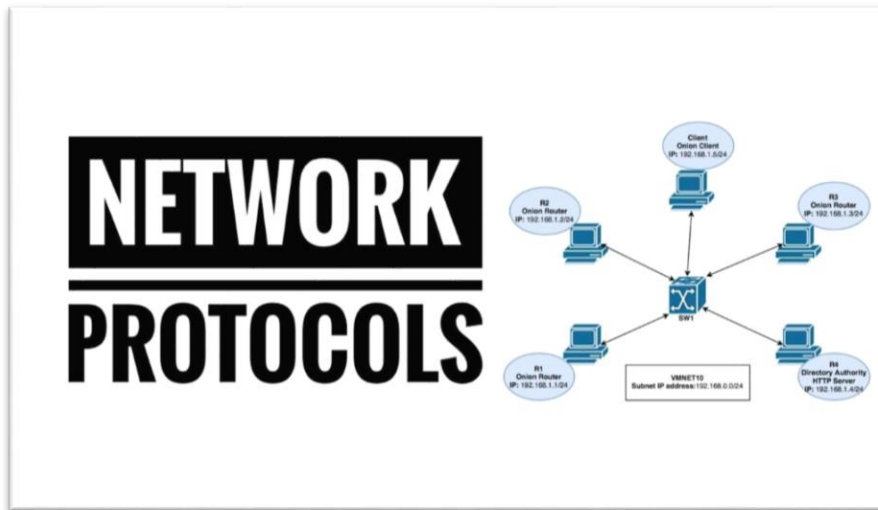 NETWORK
PROTOCOLS
Client
Onion Client
IP: 192.168.1.5/24
R2
Onion Router
IP: 192.168.1.2/24
R3
Onion Router
IP: 192.168.1.3/24
SW1
R1
Onion Router
IP: 192.168.1.1/24
VMNET10
Subnet IP address:192.168.0.0/24
R4
Directory Authority
HTTP Server
IP: 192.168.1.4/24